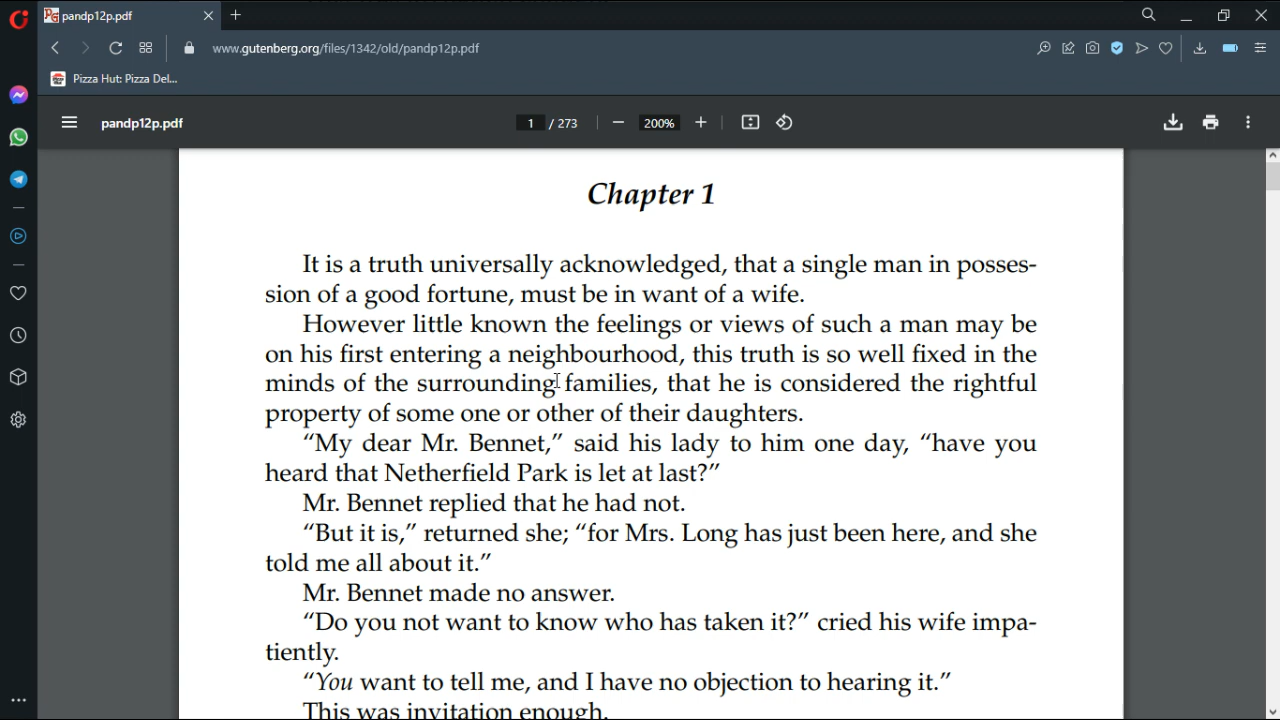 pandp12p.pdf
www.gutenberg.org/files/1342/old/pandp12p.pdf
Pizza Hut: Pizza Del...
pandp12p.pdf
1 / 273
200%
Chapter 1
It is a truth universally acknowledged, that a single man in posses-
sion of a good fortune, must be in want of a wife.
However little known the feelings or views of such a man may be
on his first entering a neighbourhood, this truth is so well fixed in the
minds of the surrounding families, that he is considered the rightful
property of some one or other of their daughters.
“My dear Mr. Bennet,” said his lady to him one day, “have you
heard that Netherfield Park is let at last?”
Mr. Bennet replied that he had not.
“But it is,” returned she; “for Mrs. Long has just been here, and she
told me all about it.”
Mr. Bennet made no answer.
“Do you not want to know who has taken it?” cried his wife impa-
tiently.
“You want to tell me, and I have no objection to hearing it.”
This was invitation enough.